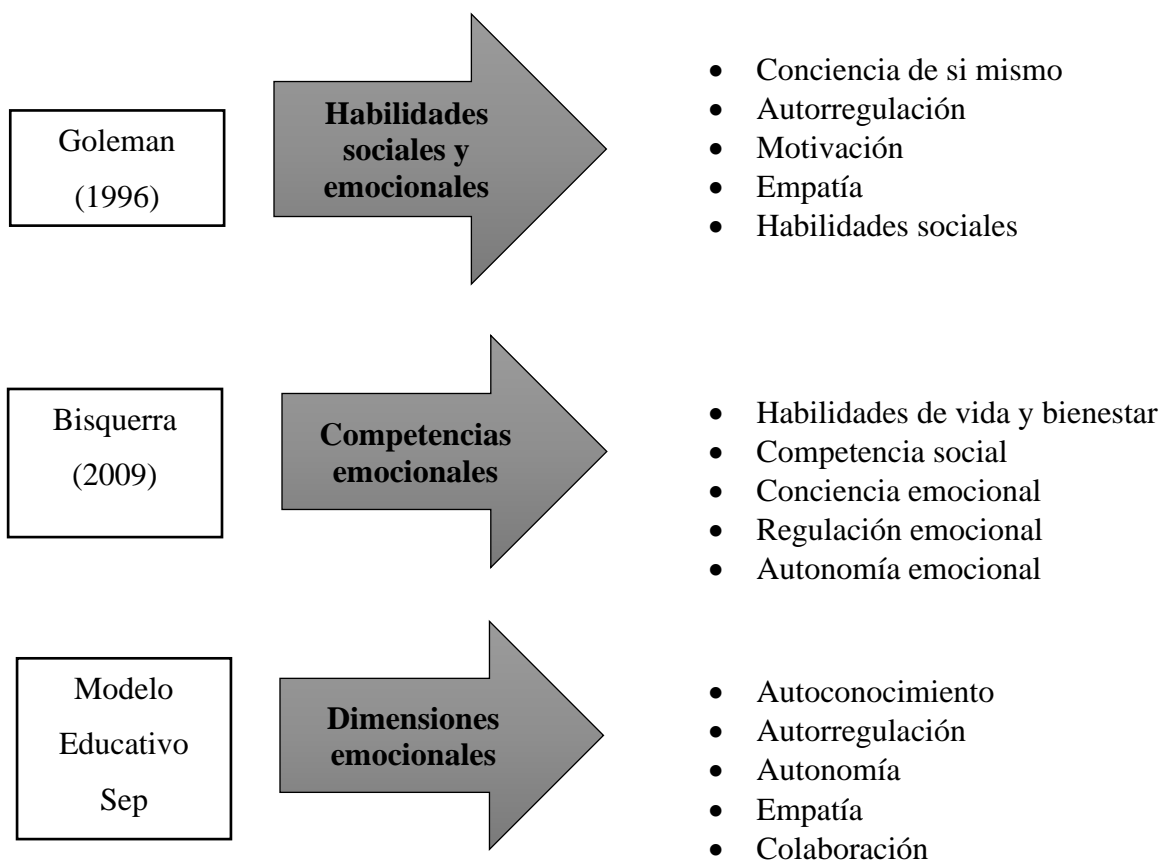 Goleman
(1996)
Habilidades
sociales y
emocionales
• Conciencia de si mismo
• Autorregulación
• Motivación
• Empatía
• Habilidades sociales
Bisquerra
(2009)
Competencias
emocionales
• Habilidades de vida y bienestar
• Competencia social
• Conciencia emocional
• Regulación emocional
• Autonomía emocional
Modelo
Educativo
Sep
Dimensiones
emocionales
• Autoconocimiento
• Autorregulación
• Autonomía
• Empatía
• Colaboración